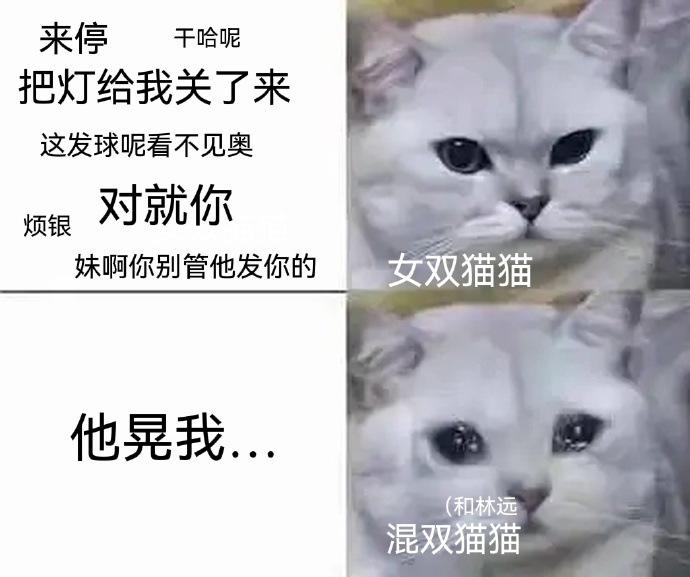 来停
干哈呢
把灯给我关了来
这发球呢看不见奥
对就你
烦银
妹啊你别管他发你的
女双猫猫
他晃我...
（和林远
混双猫猫